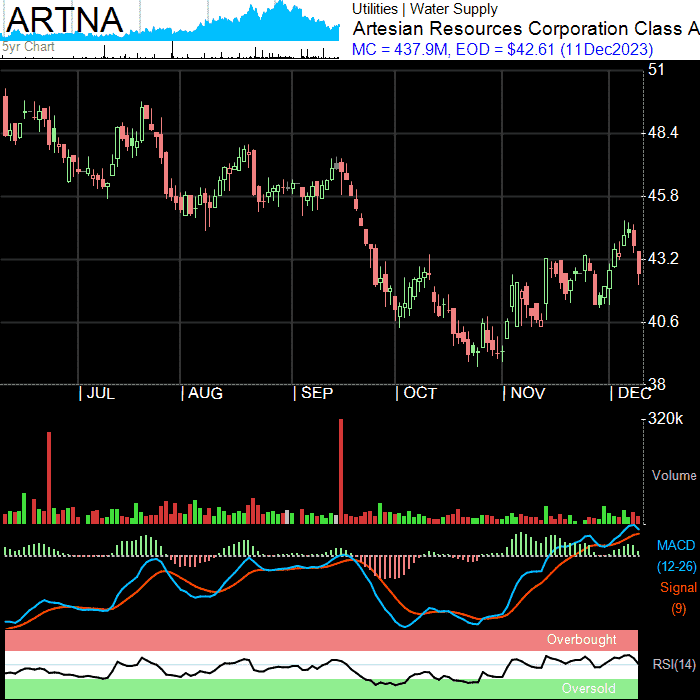 ARTNA
5yr Chart
Utilities | Water Supply
Artesian Resources Corporation Class A
MC = 437.9M, EOD = $42.61 (11Dec2023)
51
48.4
45.8
43.2
40.6
38
| JUL | AUG | SEP | OCT | NOV | DEC
320k
Volume
MACD
(12-26)
Signal
(9)
Overbought
RSI(14)
Oversold